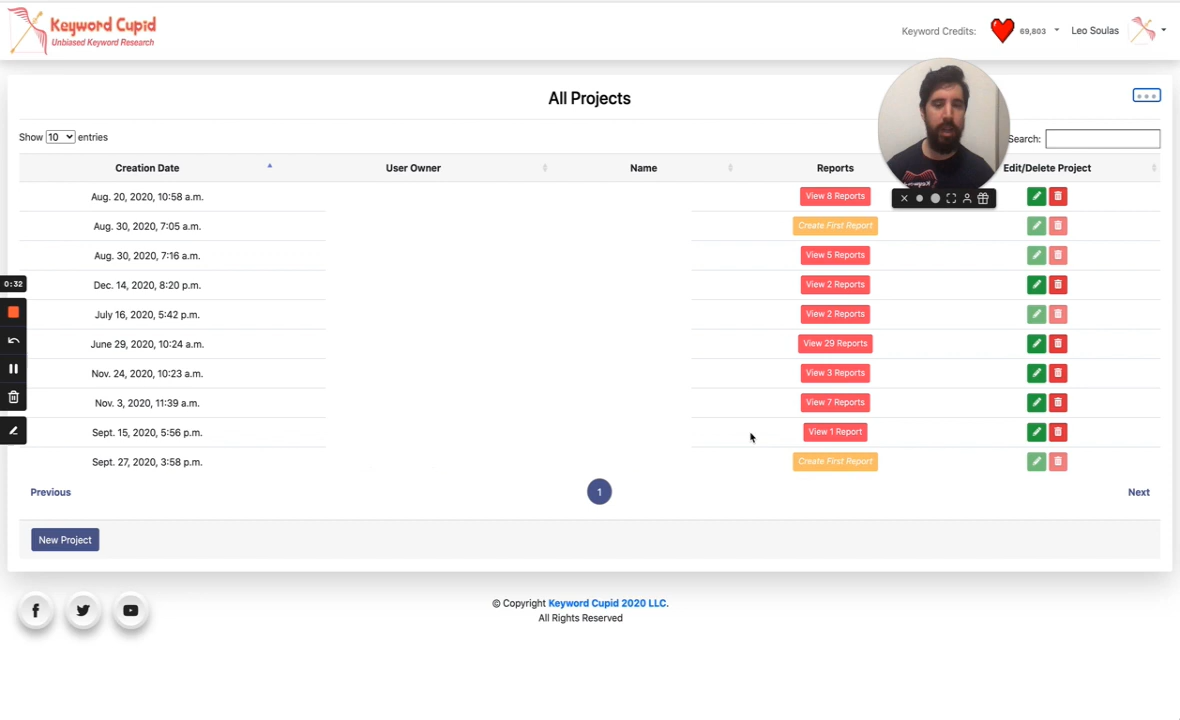 Keyword Cupid
Unbiased Keyword Research
Keyword Credits:
69,803
Leo Soulas
All Projects
Show 10 entries
Search:
Creation Date User Owner Name Reports Edit/Delete Project
Aug. 20, 2020, 10:58 a.m. View 8 Reports
Aug. 30, 2020, 7:05 a.m. Create First Report
Aug. 30, 2020, 7:16 a.m. View 5 Reports
0:32
Dec. 14, 2020, 8:20 p.m. View 2 Reports
July 16, 2020, 5:42 p.m. View 2 Reports
June 29, 2020, 10:24 a.m. View 29 Reports
Nov. 24, 2020, 10:23 a.m. View 3 Reports
Nov. 3, 2020, 11:39 a.m. View 7 Reports
Sept. 15, 2020, 5:56 p.m. View 1 Report
Sept. 27, 2020, 3:58 p.m. Create First Report
Previous 1 Next
New Project
© Copyright Keyword Cupid 2020 LLC.
All Rights Reserved